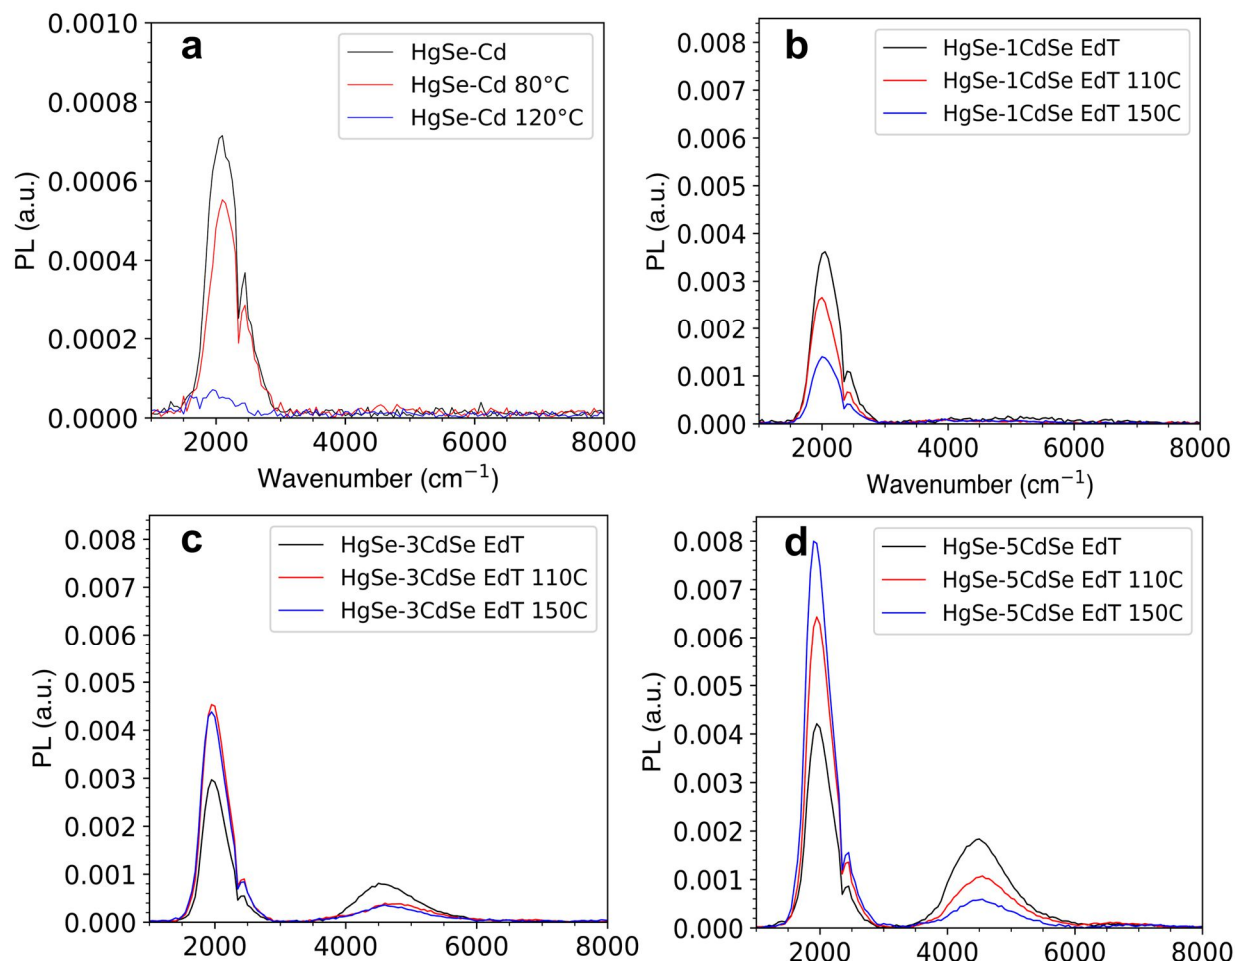 a
HgSe-Cd
HgSe-Cd 80°C
HgSe-Cd 120°C
0.0010
0.0008
0.0006
0.0004
0.0002
0.0000
PL (a.u.)
2000 4000 6000 8000
Wavenumber (cm⁻¹)
b
HgSe-1CdSe EdT
HgSe-1CdSe EdT 110C
HgSe-1CdSe EdT 150C
0.008
0.007
0.006
0.005
0.004
0.003
0.002
0.001
0.000
PL (a.u.)
2000 4000 6000 8000
Wavenumber (cm⁻¹)
c
HgSe-3CdSe EdT
HgSe-3CdSe EdT 110C
HgSe-3CdSe EdT 150C
0.008
0.007
0.006
0.005
0.004
0.003
0.002
0.001
0.000
PL (a.u.)
2000 4000 6000 8000
d
HgSe-5CdSe EdT
HgSe-5CdSe EdT 110C
HgSe-5CdSe EdT 150C
0.008
0.007
0.006
0.005
0.004
0.003
0.002
0.001
0.000
PL (a.u.)
2000 4000 6000 8000